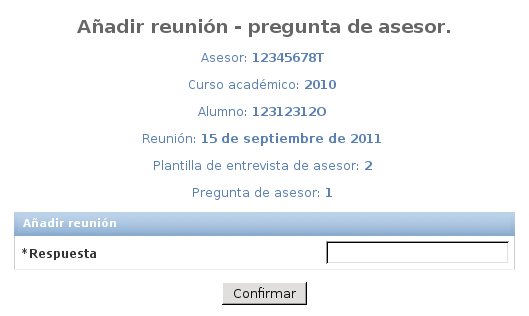 Añadir reunión - pregunta de asesor.
Asesor: 12345678T
Curso académico: 2010
Alumno: 12312312O
Reunión: 15 de septiembre de 2011
Plantilla de entrevista de asesor: 2
Pregunta de asesor: 1
Añadir reunión
*Respuesta
Confirmar